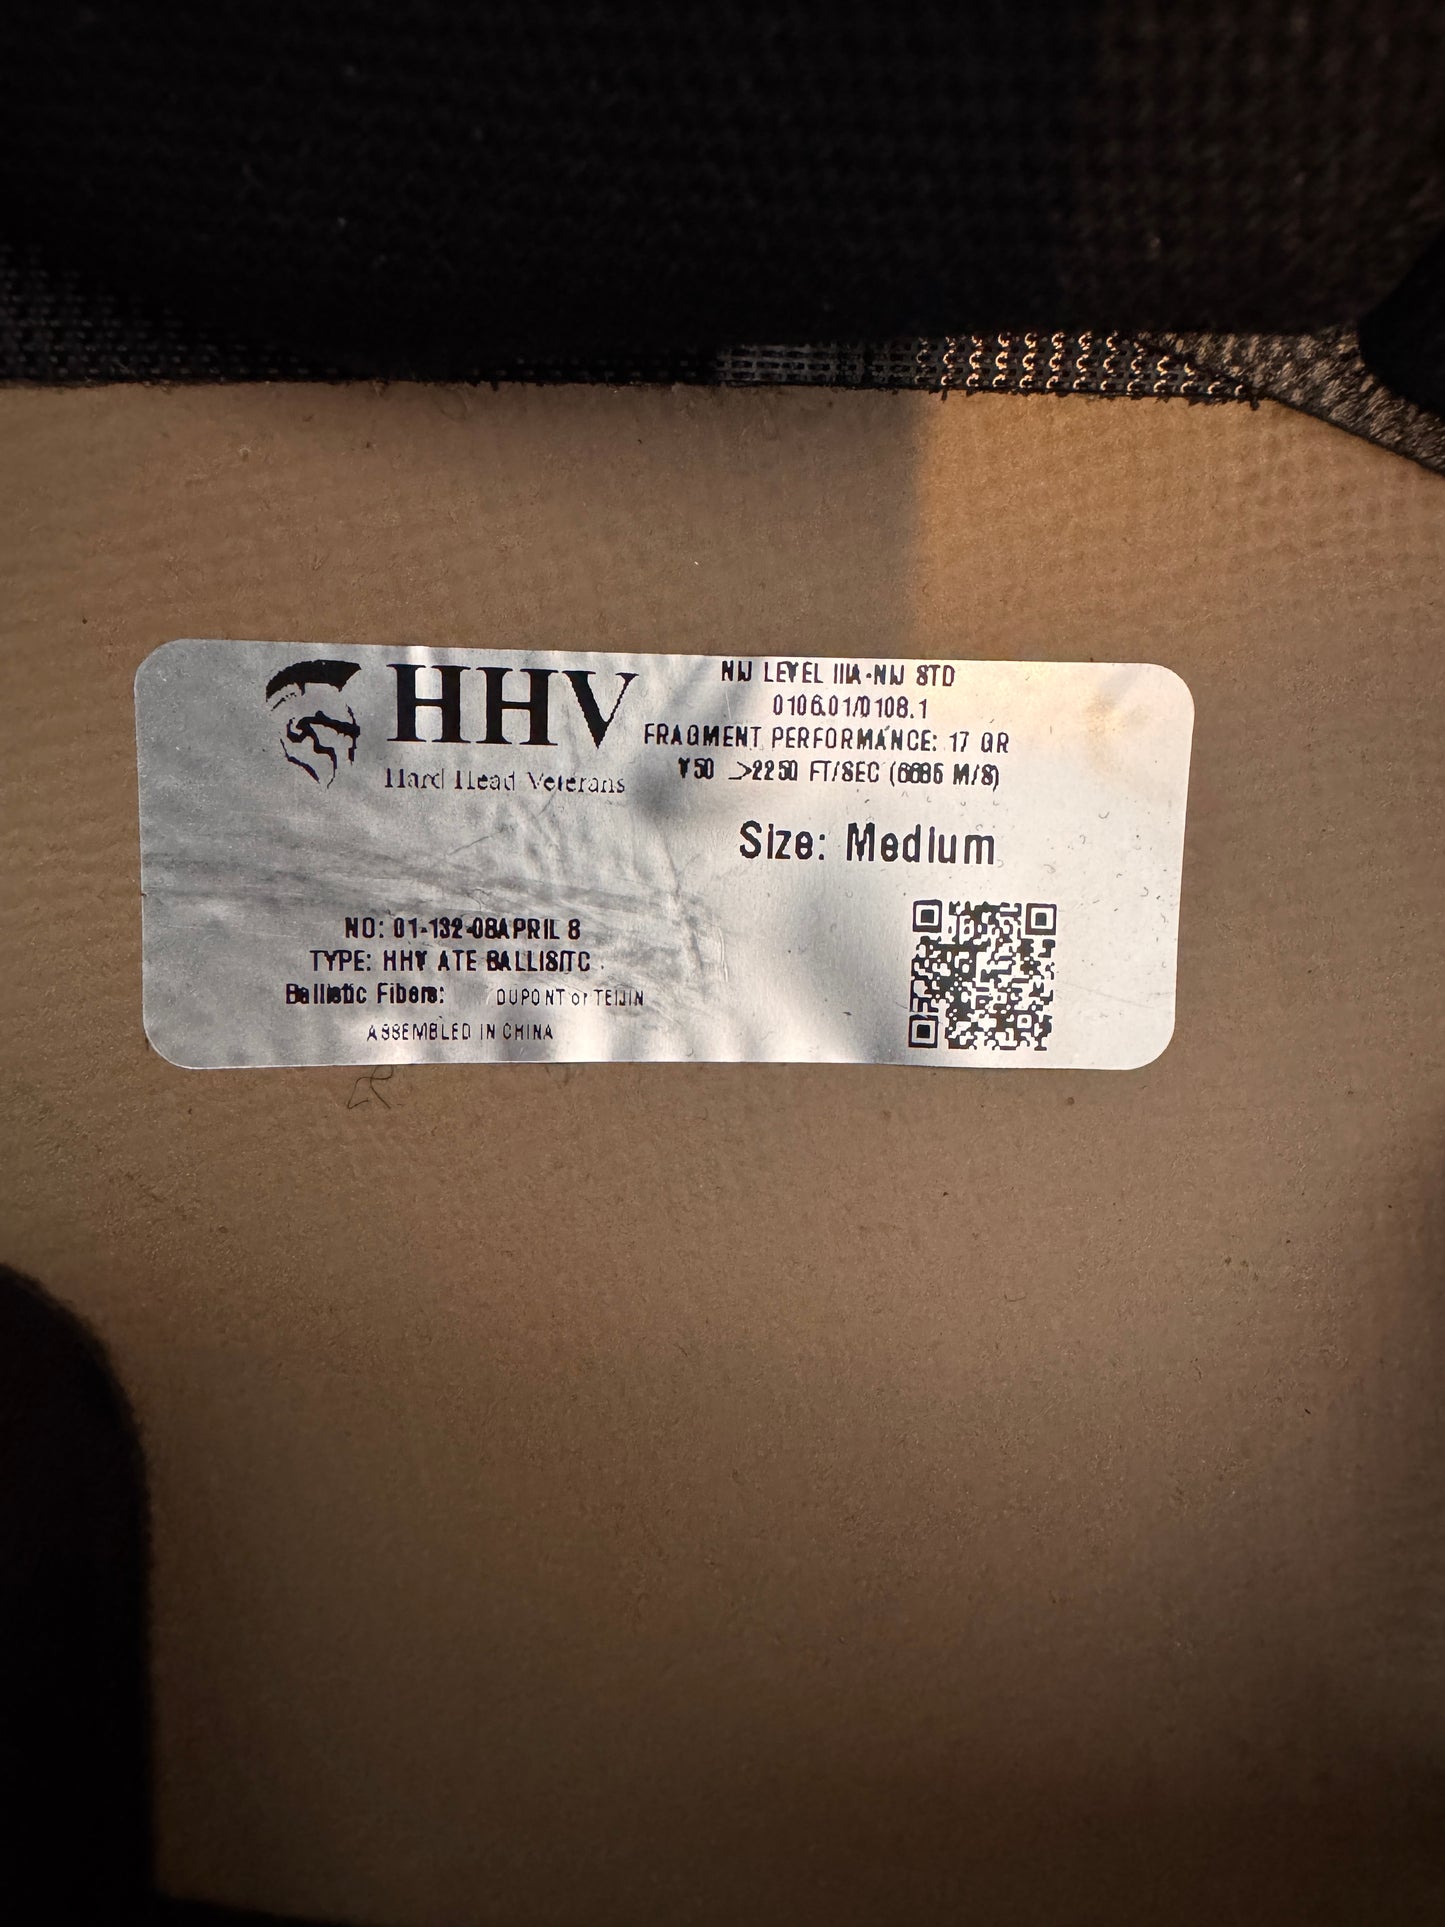 HHV
Hard Head Veterans
NIJ LEVEL IIIA-NIJ STD
0106.01/0108.1
FRAGMENT PERFORMANCE: 17 GR
V50 >2250 FT/SEC (M/S)
Size: Medium
NO: 01-132-08APRIL 8
TYPE: HHV ATE BALLISITC
Ballistic Fibers: DUPONT or TEIJIN
ASSEMBLED IN CHINA